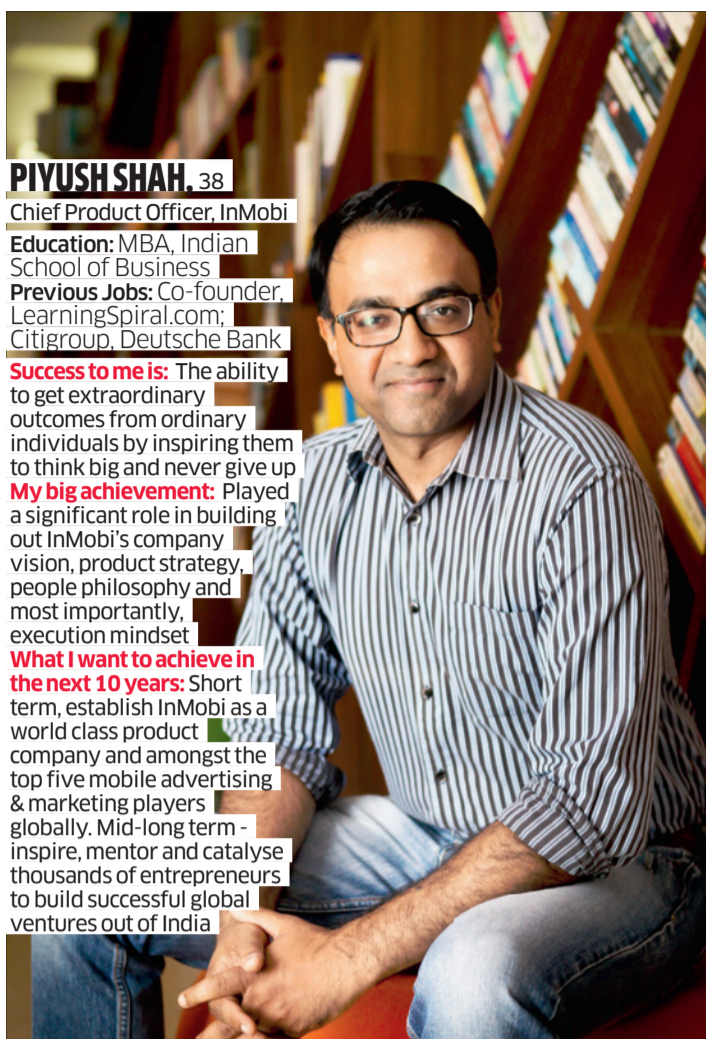 PIYUSH SHAH, 38
Chief Product Officer, InMobi
Education: MBA, Indian
School of Business
Previous Jobs: Co-founder,
LearningSpiral.com;
Citigroup, Deutsche Bank
Success to me is: The ability
to get extraordinary
outcomes from ordinary
individuals by inspiring them
to think big and never give up
My big achievement: Played
a significant role in building
out InMobi's company
vision, product strategy,
people philosophy and
most importantly,
execution mindset
What I want to achieve in
the next 10 years: Short
term, establish InMobi as a
world class product
company and amongst the
top five mobile advertising
& marketing players
globally. Mid-long term -
inspire, mentor and catalyse
thousands of entrepreneurs
to build successful global
ventures out of India